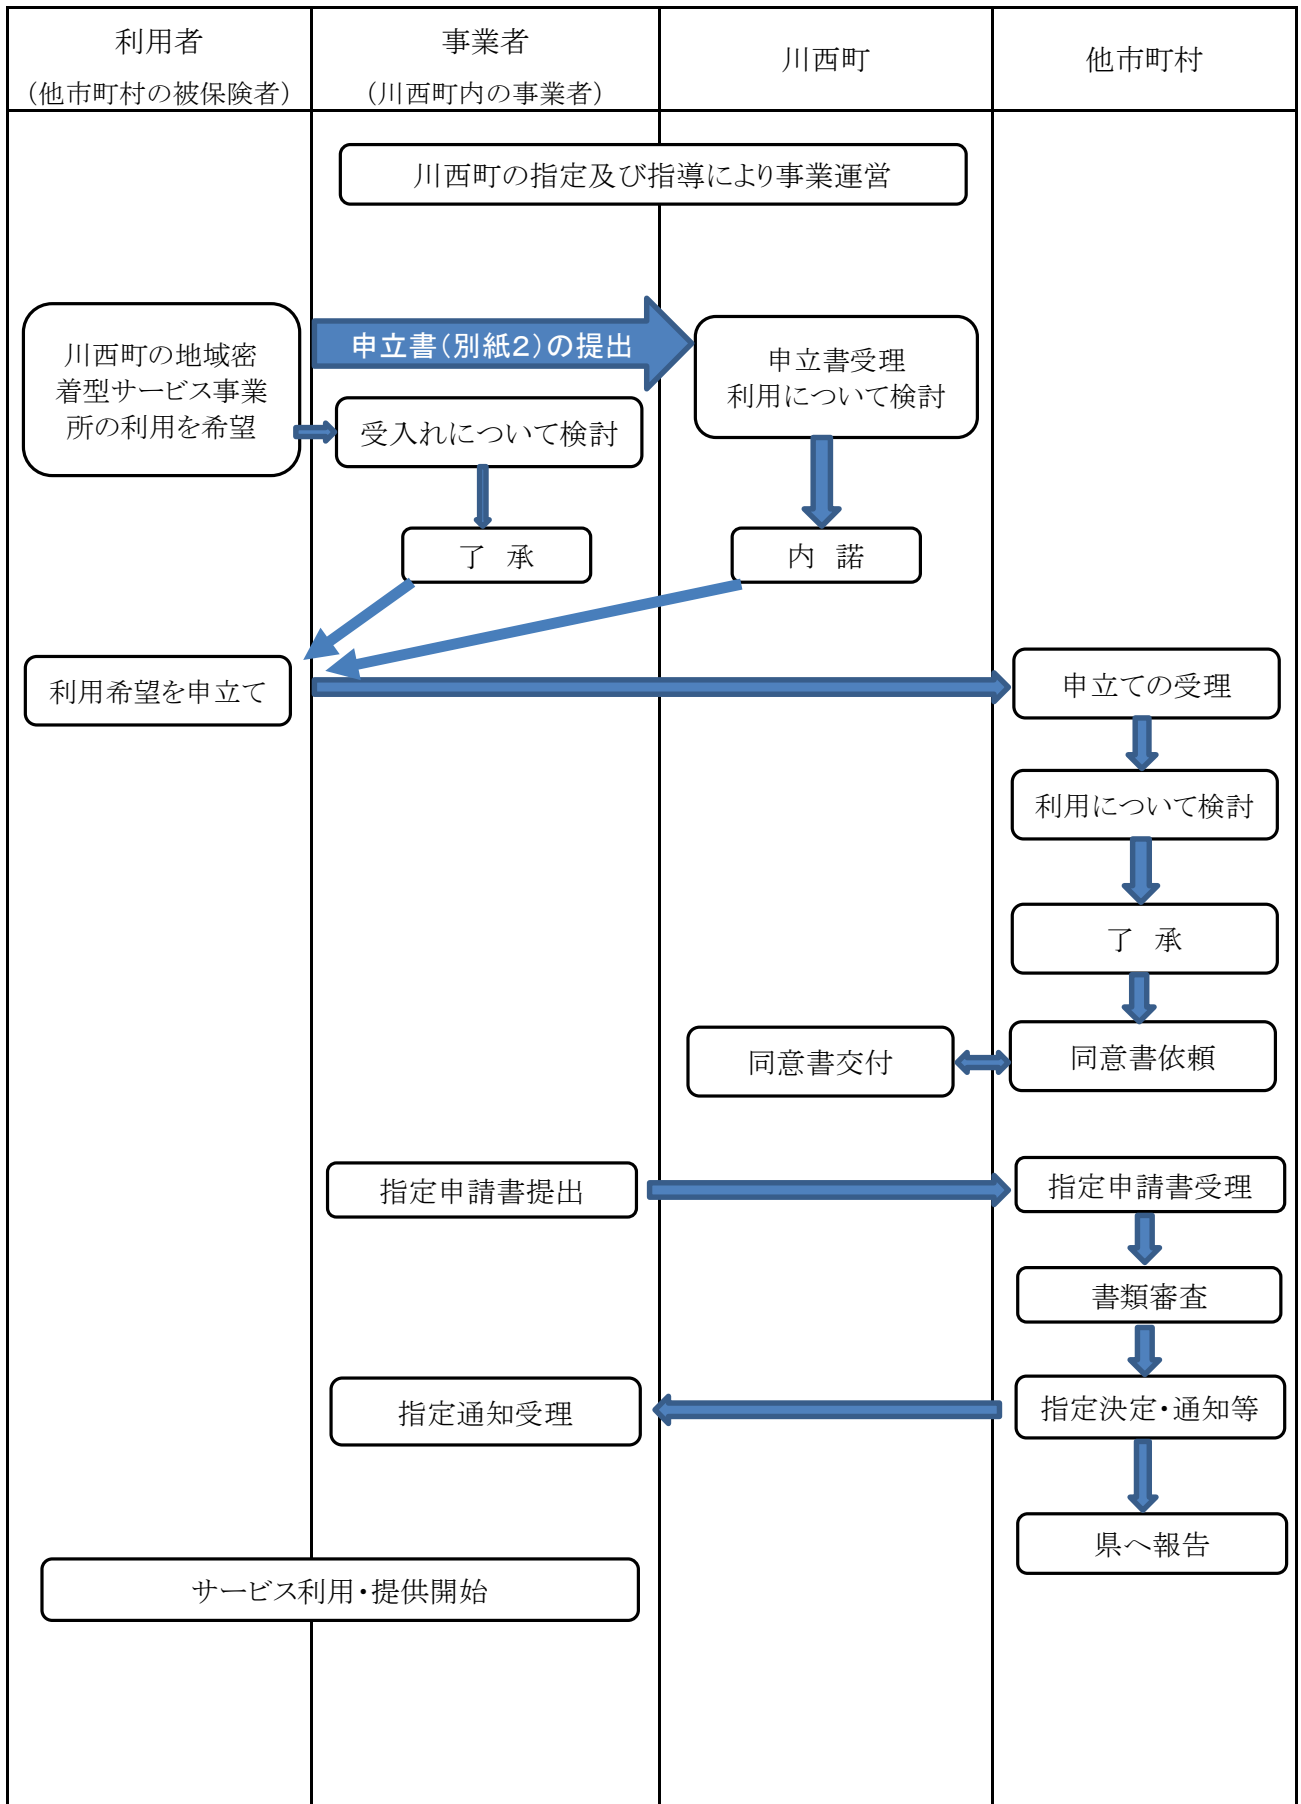 利用者
（他市町村の被保険者）
事業者
（川西町内の事業者）
川西町
他市町村
川西町の指定及び指導により事業運営
川西町の地域密
着型サービス事業
所の利用を希望
申立書（別紙２）の提出
申立書受理
利用について検討
受入れについて検討
了　承
内　諾
利用希望を申立て
申立ての受理
利用について検討
了　承
同意書交付
同意書依頼
指定申請書提出
指定申請書受理
書類審査
指定通知受理
指定決定・通知等
県へ報告
サービス利用・提供開始